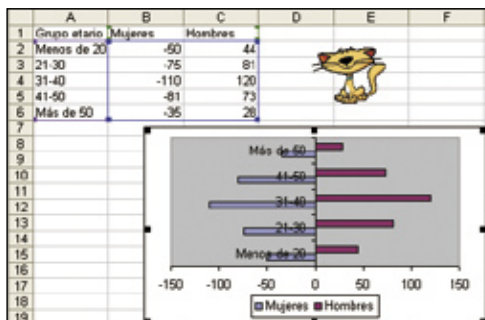 A B C D E F
1 Grupo etario Mujeres Hombres
2 Menos de 20 -50 44
3 21-30 -75 81
4 31-40 -110 120
5 41-50 -81 73
6 Más de 50 -35 28
7
8
9
10
11
12
13
14
15
16
17
18
19
Más de 50
41-50
31-40
21-30
Menos de 20
-150 -100 -50 0 50 100 150
Mujeres Hombres